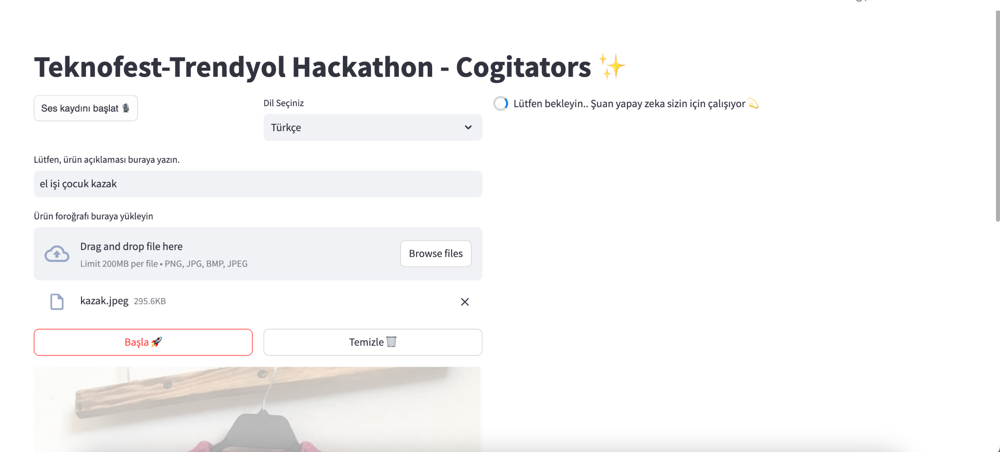 Teknofest-Trendyol Hackathon - Cogitators ✨
Ses kaydını başlat 🎙️
Dil Seçiniz
Türkçe
Lütfen bekleyin.. Şuan yapay zeka sizin için çalışıyor 💫
Lütfen, ürün açıklaması buraya yazın.
el işi çocuk kazak
Ürün foroğrafı buraya yükleyin
Drag and drop file here
Limit 200MB per file • PNG, JPG, BMP, JPEG
Browse files
kazak.jpeg 295.6KB
Başla 🚀
Temizle 🗑️